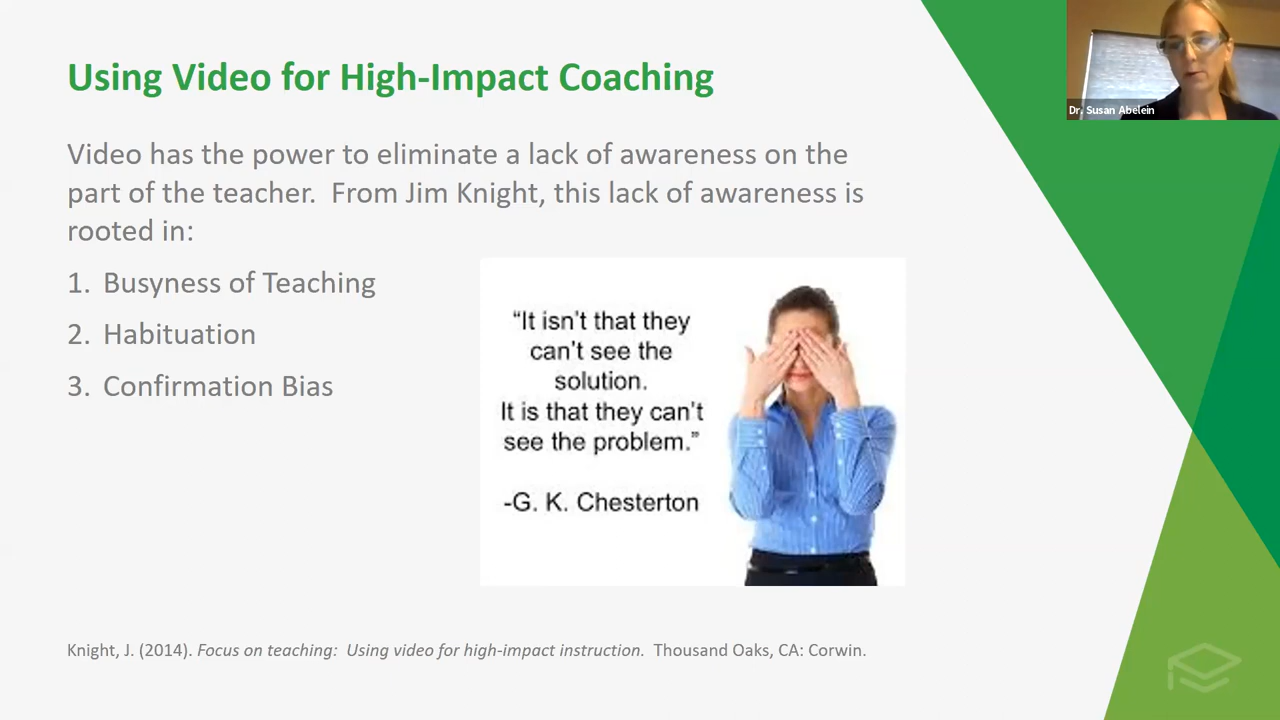 Using Video for High-Impact Coaching
Dr. Susan Abelein
Video has the power to eliminate a lack of awareness on the
part of the teacher.  From Jim Knight, this lack of awareness is
rooted in:
1. Busyness of Teaching
2. Habituation
3. Confirmation Bias
“It isn’t that they
can’t see the
solution.
It is that they can’t
see the problem.”
-G. K. Chesterton
Knight, J. (2014). Focus on teaching:  Using video for high-impact instruction.  Thousand Oaks, CA: Corwin.